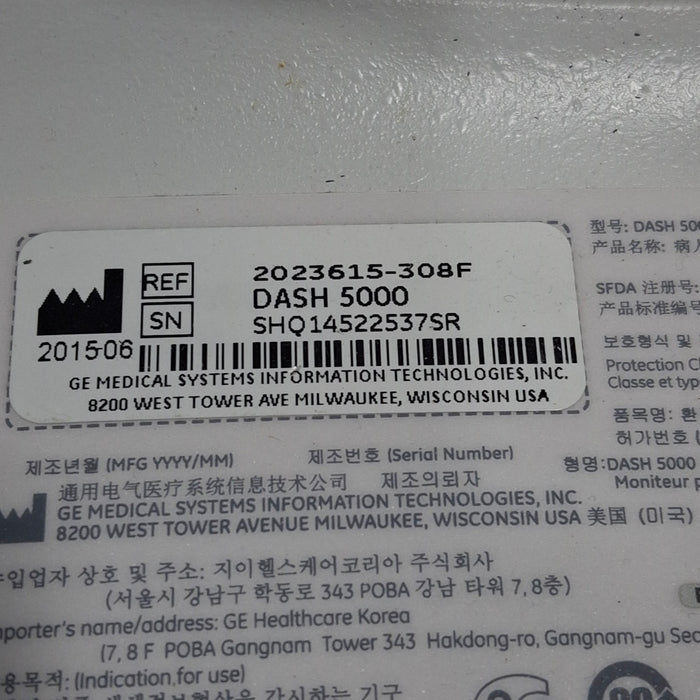 型号: DASH 500
产品名称: 病人
REF 2023615-308F
DASH 5000
SN SHQ14522537SR
2015-06
GE MEDICAL SYSTEMS INFORMATION TECHNOLOGIES, INC.
8200 WEST TOWER AVE MILWAUKEE, WISCONSIN USA
SFDA 注册号:
产品标准编号
보호형식 및
Protection Cl
Classe et typ
품목명: 환
허가번호 (
제조년월 (MFG YYYY/MM)
제조번호 (Serial Number)
형명:DASH 5000
Moniteur p
通用电气医疗系统信息技术公司 제조의뢰자
GE MEDICAL SYSTEMS INFORMATION TECHNOLOGIES, INC.
8200 WEST TOWER AVENUE MILWAUKEE, WISCONSIN USA 美国 (미국)
수입업자 상호 및 주소: 지이헬스케어코리아 주식회사
(서울시 강남구 학동로 343 POBA 강남 타워 7, 8층)
mporter's name/address: GE Healthcare Korea
(7, 8 F POBA Gangnam Tower 343 Hakdong-ro, Gangnam-gu Seo
용목적: (Indication for use)